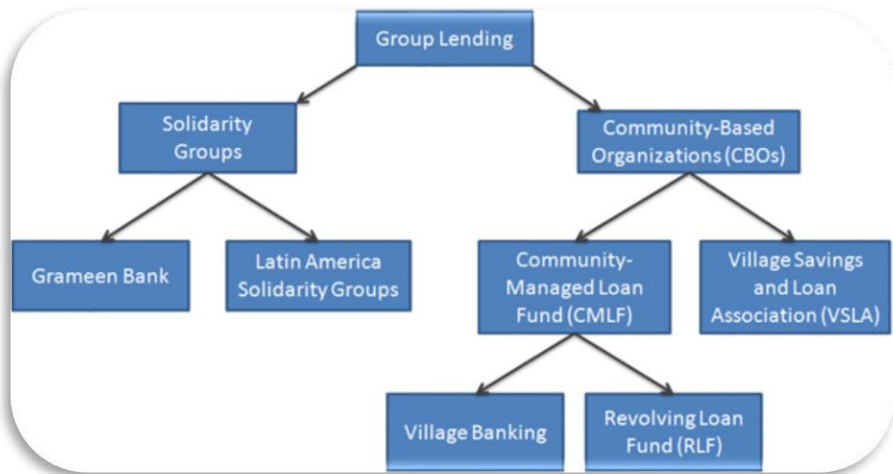 Group Lending
Solidarity
Groups
Community-Based
Organizations (CBOs)
Grameen Bank
Latin America
Solidarity Groups
Community-
Managed Loan
Fund (CMLF)
Village Savings
and Loan
Association (VSLA)
Village Banking
Revolving Loan
Fund (RLF)